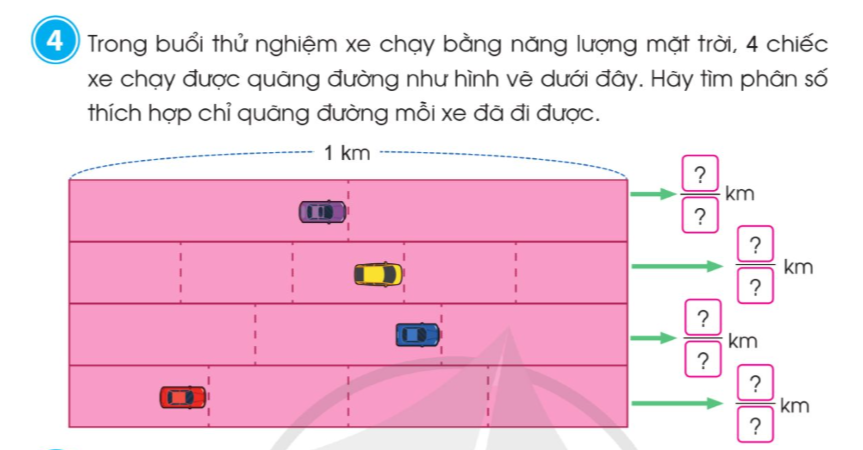 4
Trong buổi thử nghiệm xe chạy bằng năng lượng mặt trời, 4 chiếc
xe chạy được quãng đường như hình vẽ dưới đây. Hãy tìm phân số
thích hợp chỉ quãng đường mỗi xe đã đi được.
1 km
?
? km
?
? km
?
? km
?
? km